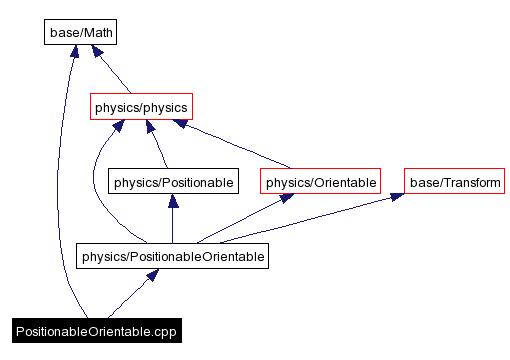 base/Math
physics/physics
physics/Positionable
physics/Orientable
base/Transform
physics/PositionableOrientable
PositionableOrientable.cpp